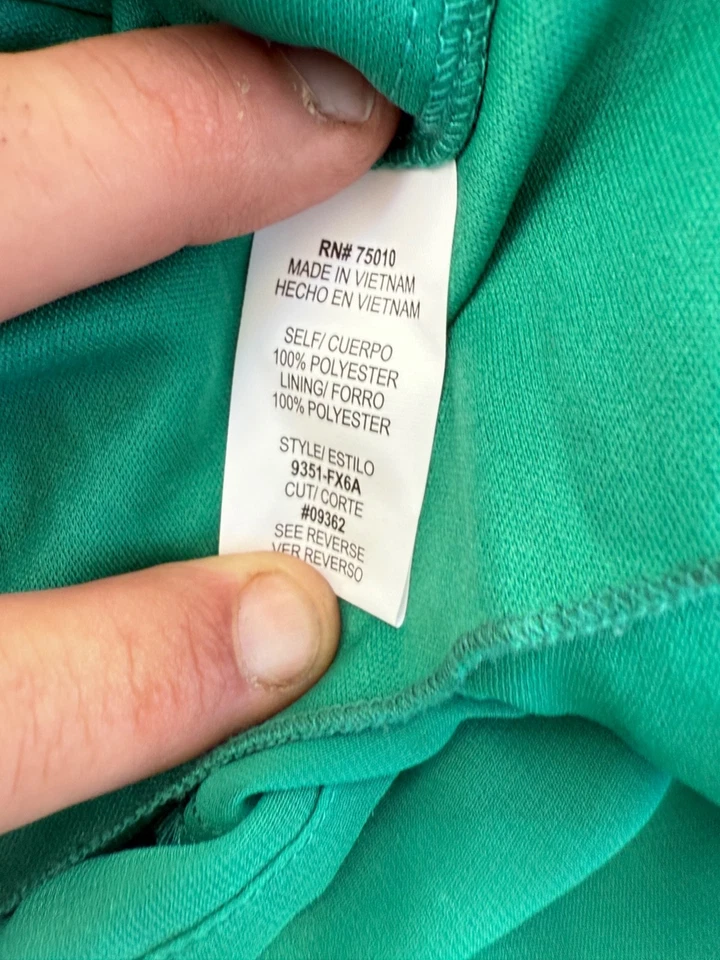 RN# 75010
MADE IN VIETNAM
HECHO EN VIETNAM
SELF/ CUERPO
100% POLYESTER
LINING/ FORRO
100% POLYESTER
STYLE/ ESTILO
9351-FX6A
CUT/ CORTE
#09362
SEE REVERSE
VER REVERSO